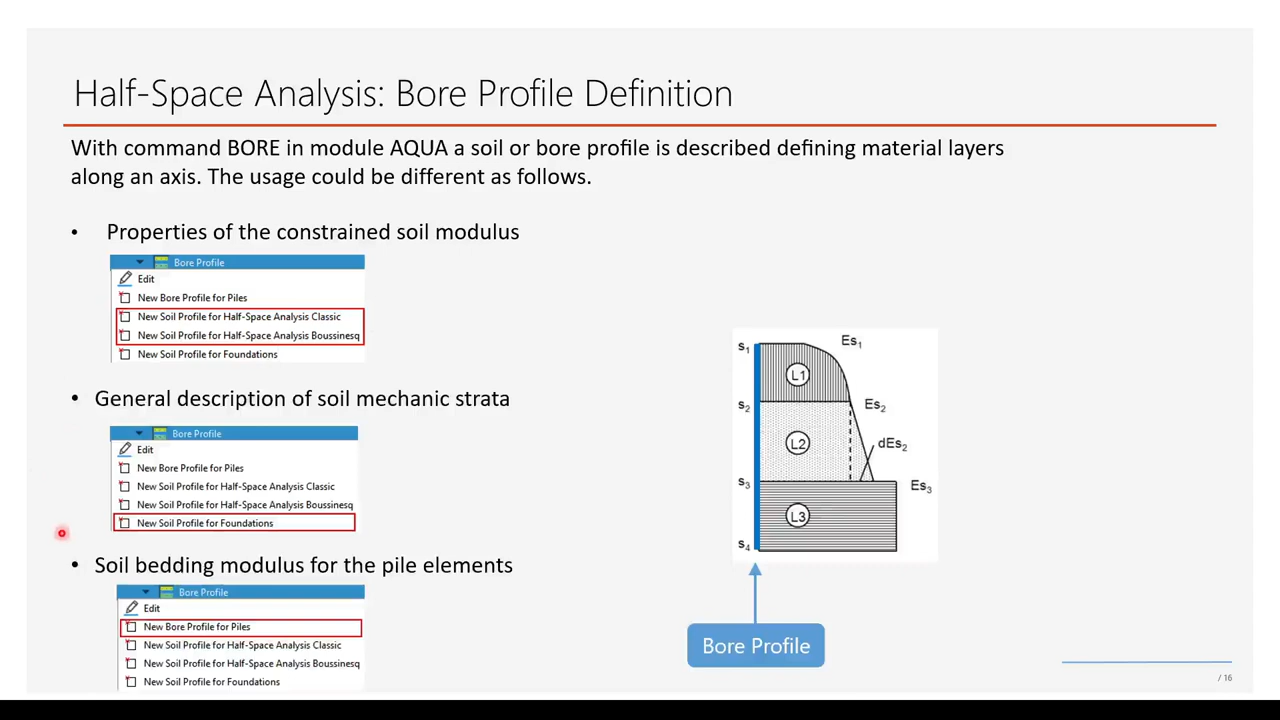 Half-Space Analysis: Bore Profile Definition
With command BORE in module AQUA a soil or bore profile is described defining material layers
along an axis. The usage could be different as follows.
• Properties of the constrained soil modulus
Bore Profile
Edit
New Bore Profile for Piles
New Soil Profile for Half-Space Analysis Classic
New Soil Profile for Half-Space Analysis Boussinesq
New Soil Profile for Foundations
• General description of soil mechanic strata
Bore Profile
Edit
New Bore Profile for Piles
New Soil Profile for Half-Space Analysis Classic
New Soil Profile for Half-Space Analysis Boussinesq
New Soil Profile for Foundations
• Soil bedding modulus for the pile elements
Bore Profile
Edit
New Bore Profile for Piles
New Soil Profile for Half-Space Analysis Classic
New Soil Profile for Half-Space Analysis Boussinesq
New Soil Profile for Foundations
s1 Es1
L1
s2 Es2
L2 dEs2
s3 Es3
L3
s4
Bore Profile
/ 16